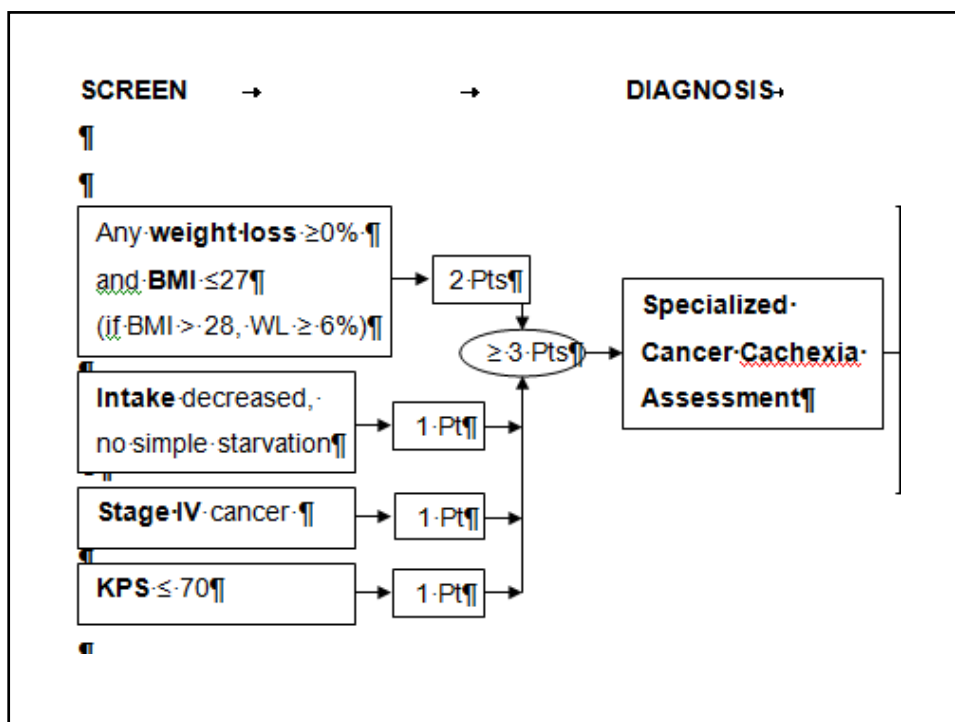 SCREEN → → DIAGNOSIS→
¶
¶
Any·weight·loss·≥0%·¶
and·BMI·≤27¶
(if·BMI·>·28,·WL·≥·6%)¶
2·Pts¶
≥·3·Pts¶
Specialized·
Cancer·Cachexia·
Assessment¶
¶
Intake·decreased,·
no·simple·starvation¶
1·Pt¶
¶
Stage·IV·cancer·¶
1·Pt¶
¶
KPS·≤·70¶
1·Pt¶
¶